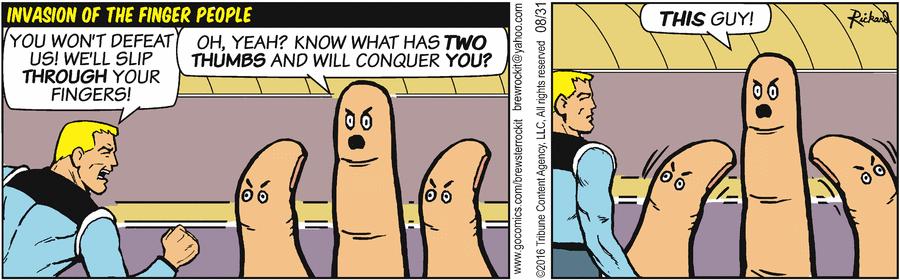 INVASION OF THE FINGER PEOPLE
YOU WON'T DEFEAT
US! WE'LL SLIP
THROUGH YOUR
FINGERS!
OH, YEAH? KNOW WHAT HAS TWO
THUMBS AND WILL CONQUER YOU?
www.gocomics.com/brewsterrockit brewrockit@yahoo.com
©2016 Tribune Content Agency, LLC. All rights reserved 08/31
THIS GUY!
Rickard